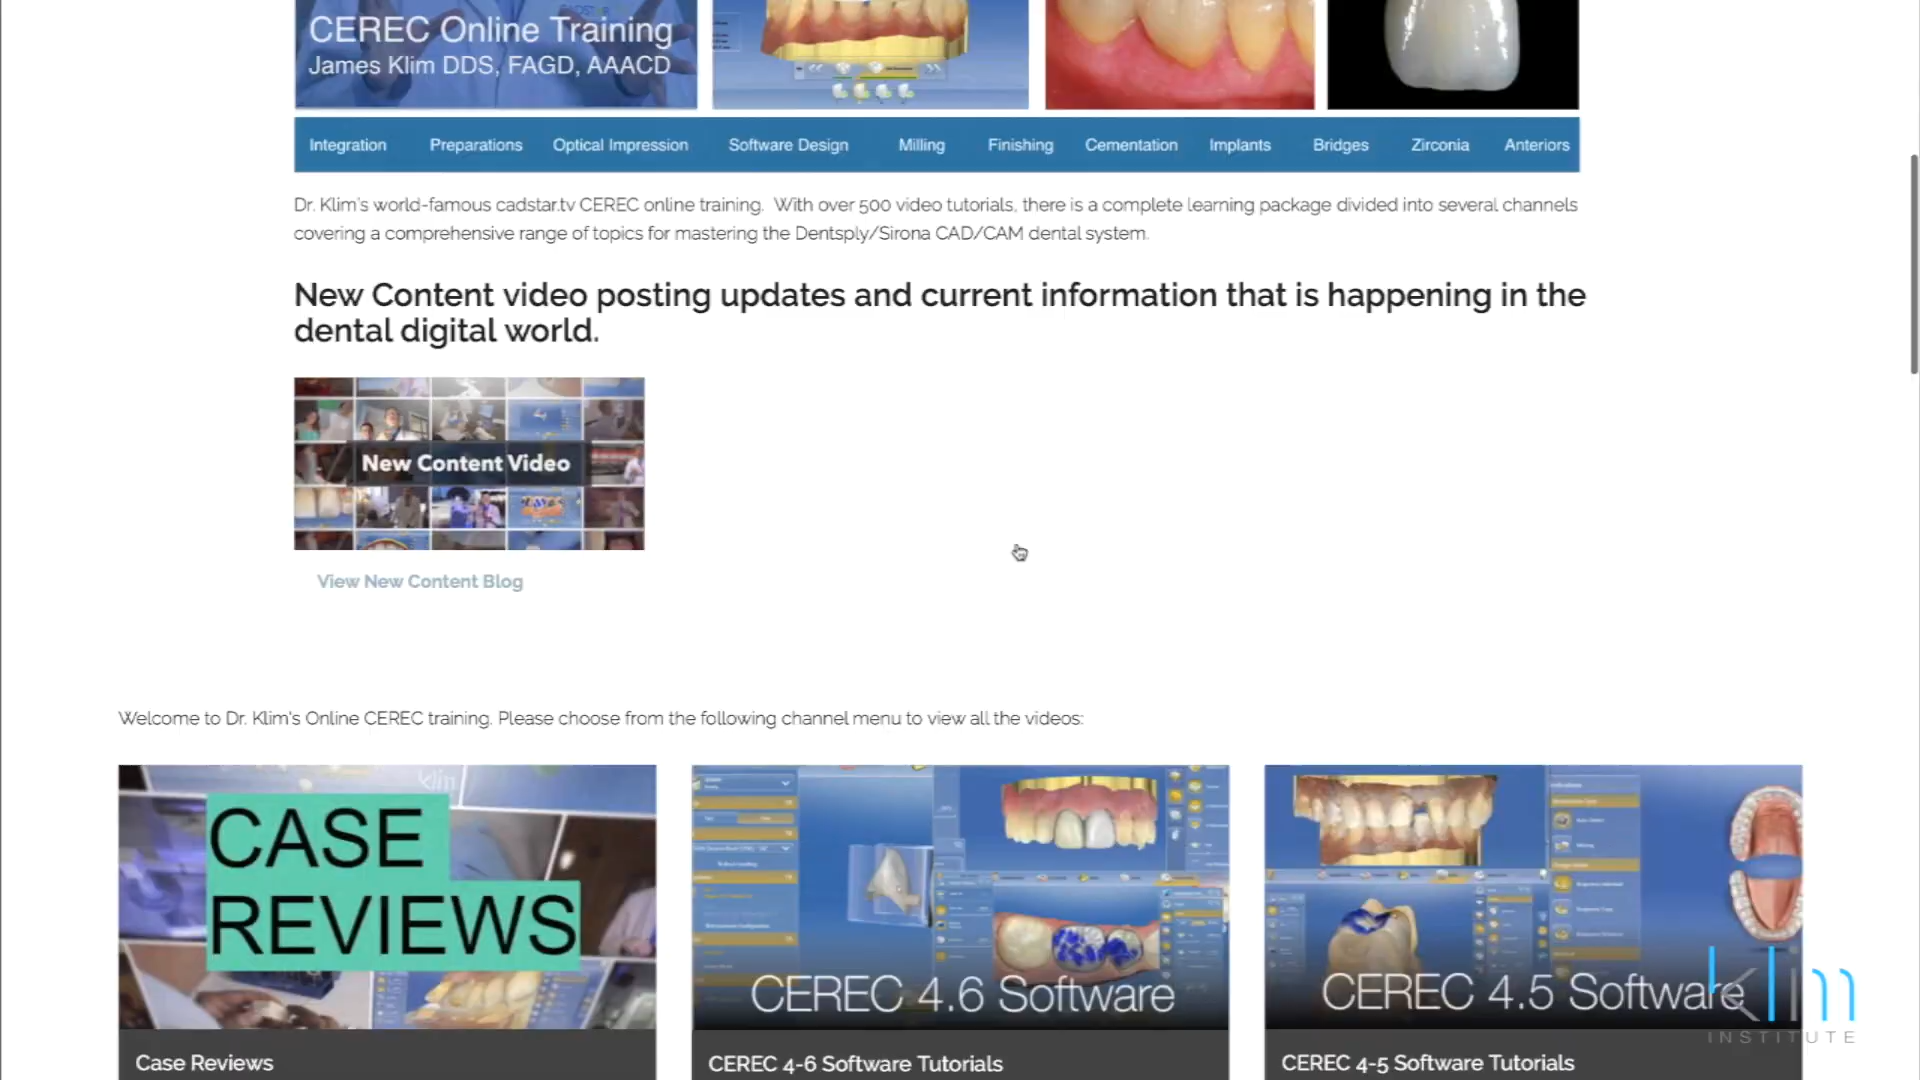 CEREC Online Training
James Klim DDS, FAGD, AAACD
Integration Preparations Optical Impression Software Design Milling Finishing Cementation Implants Bridges Zirconia Anteriors
Dr. Klim's world-famous cadstar.tv CEREC online training. With over 500 video tutorials, there is a complete learning package divided into several channels
covering a comprehensive range of topics for mastering the Dentsply/Sirona CAD/CAM dental system.
New Content video posting updates and current information that is happening in the
dental digital world.
New Content Video
View New Content Blog
Welcome to Dr. Klim's Online CEREC training. Please choose from the following channel menu to view all the videos:
klim
CASE
REVIEWS
CEREC 4.6 Software
CEREC 4.5 Software
klim
INSTITUTE
Case Reviews
CEREC 4-6 Software Tutorials
CEREC 4-5 Software Tutorials